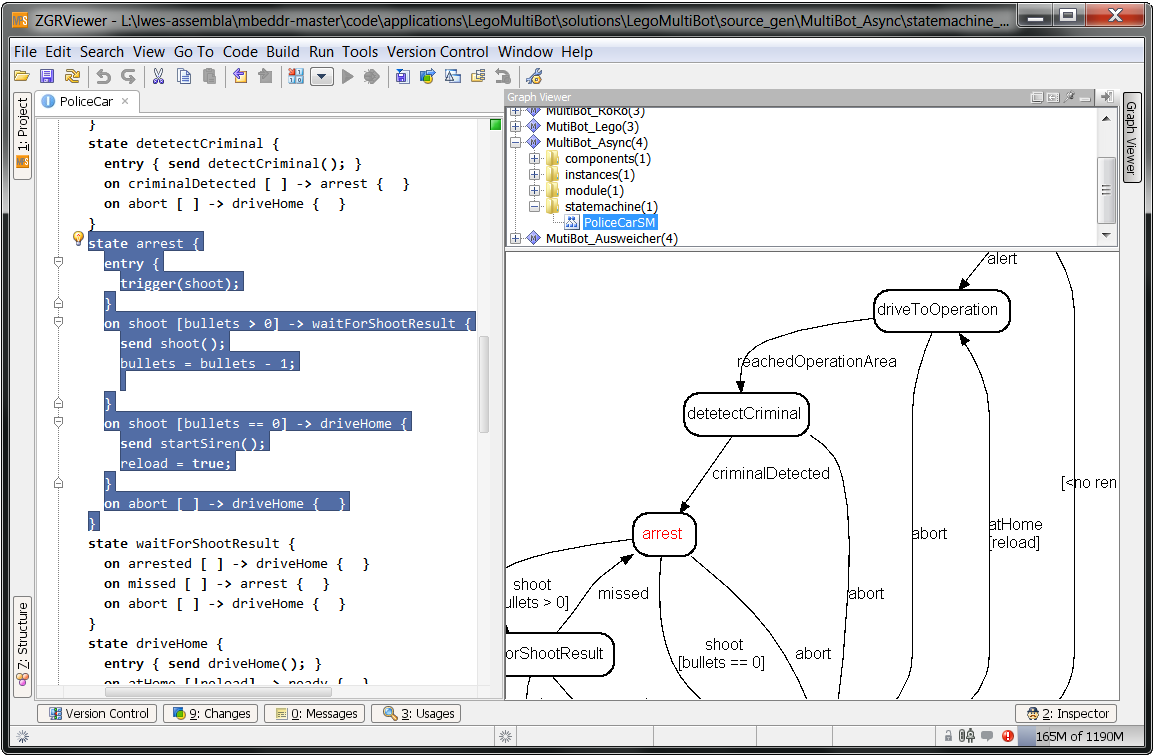 ZGRViewer - L:\lwes-assembla\mbeddr-master\code\applications\LegoMultiBot\solutions\LegoMultiBot\source_gen\MultiBot_Async\statemachine_...
File Edit Search View Go To Code Build Run Tools Version Control Window Help
1: Project
7: Structure
PoliceCar
}
state detetectCriminal {
entry { send detectCriminal(); }
on criminalDetected [ ] -> arrest {  }
on abort [ ] -> driveHome {  }
}
state arrest {
entry {
trigger(shoot);
}
on shoot [bullets > 0] -> waitForShootResult {
send shoot();
bullets = bullets - 1;
}
on shoot [bullets == 0] -> driveHome {
send startSiren();
reload = true;
}
on abort [ ] -> driveHome {  }
}
state waitForShootResult {
on arrested [ ] -> driveHome {  }
on missed [ ] -> arrest {  }
on abort [ ] -> driveHome {  }
}
state driveHome {
entry { send driveHome(); }
on atHome [!reload] -> ready {  }
Graph Viewer
Graph Viewer
MutiBot_RoRo(3)
MutiBot_Lego(3)
MutiBot_Async(4)
components(1)
instances(1)
module(1)
statemachine(1)
PoliceCarSM
MutiBot_Ausweicher(4)
alert
driveToOperation
reachedOperationArea
detetectCriminal
criminalDetected
[<no ren
arrest
abort
atHome
[reload]
shoot
ullets > 0]
missed
abort
orShootResult
shoot
[bullets == 0]
abort
Version Control
9: Changes
0: Messages
3: Usages
2: Inspector
165M of 1190M